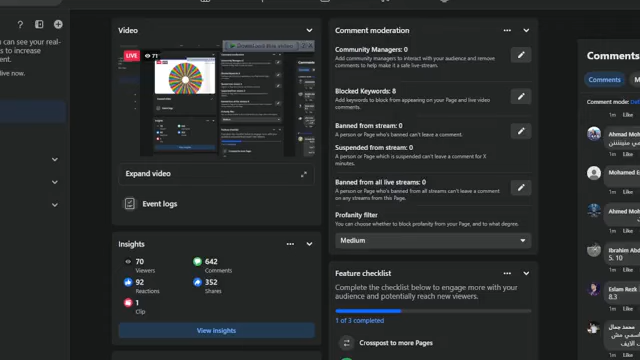 n can see your real-
s to increase
ent.
live now.
Video
LIVE
71
Download this video
Expand video
Event logs
Insights
70
Viewers
642
Comments
92
Reactions
352
Shares
1
Clip
View insights
Comment moderation
Community Managers: 0
Add community managers to interact with your audience and remove
comments to help make it a safe live-stream.
Blocked Keywords: 8
Add keywords to block from appearing on your Page and live video
comments.
Banned from stream: 0
A person or Page who's banned can't leave a comment.
Suspended from stream: 0
A person or Page which is suspended can't leave a comment for X
minutes.
Banned from all live streams: 0
A person or Page who's banned from all streams can't leave a comment
on any streams from this Page.
Profanity filter
You can choose whether to block profanity from your Page, and to what degree.
Medium
Feature checklist
Complete the checklist below to engage more with your
audience and potentially reach new viewers.
1 of 3 completed
Crosspost to more Pages
Comments
Comments
M
Comment mode:
1m Like
Ahmad Moh
1m Like
Mohamed Es
1m Like
Ahmed Moh
1m Like
Ibrahim Abd
5. 10
1m Like
Eslam Rezk
8.3
1m Like
محمد جمال